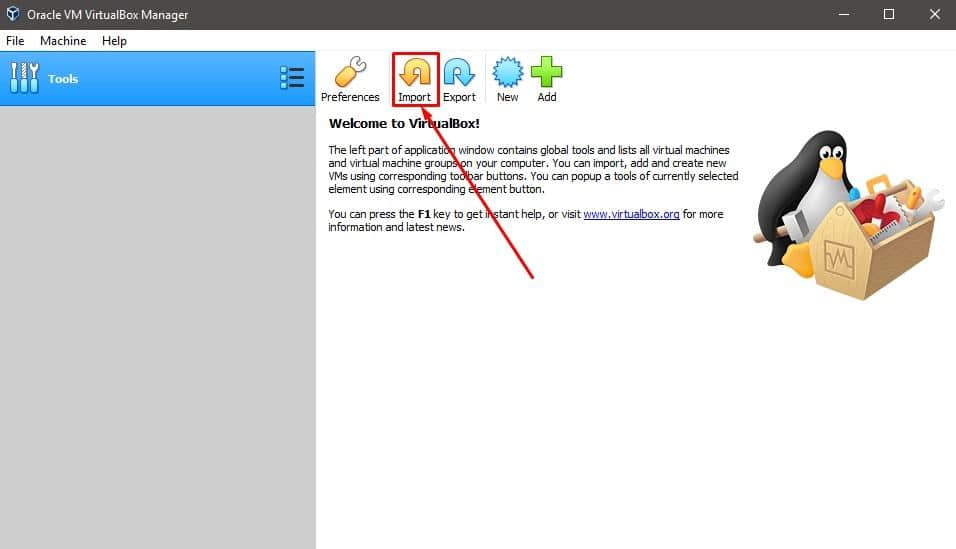 Oracle VM VirtualBox Manager
File Machine Help
Tools
Preferences Import Export New Add
Welcome to VirtualBox!
The left part of application window contains global tools and lists all virtual machines
and virtual machine groups on your computer. You can import, add and create new
VMs using corresponding toolbar buttons. You can popup a tools of currently selected
element using corresponding element button.
You can press the F1 key to get instant help, or visit www.virtualbox.org for more
information and latest news.